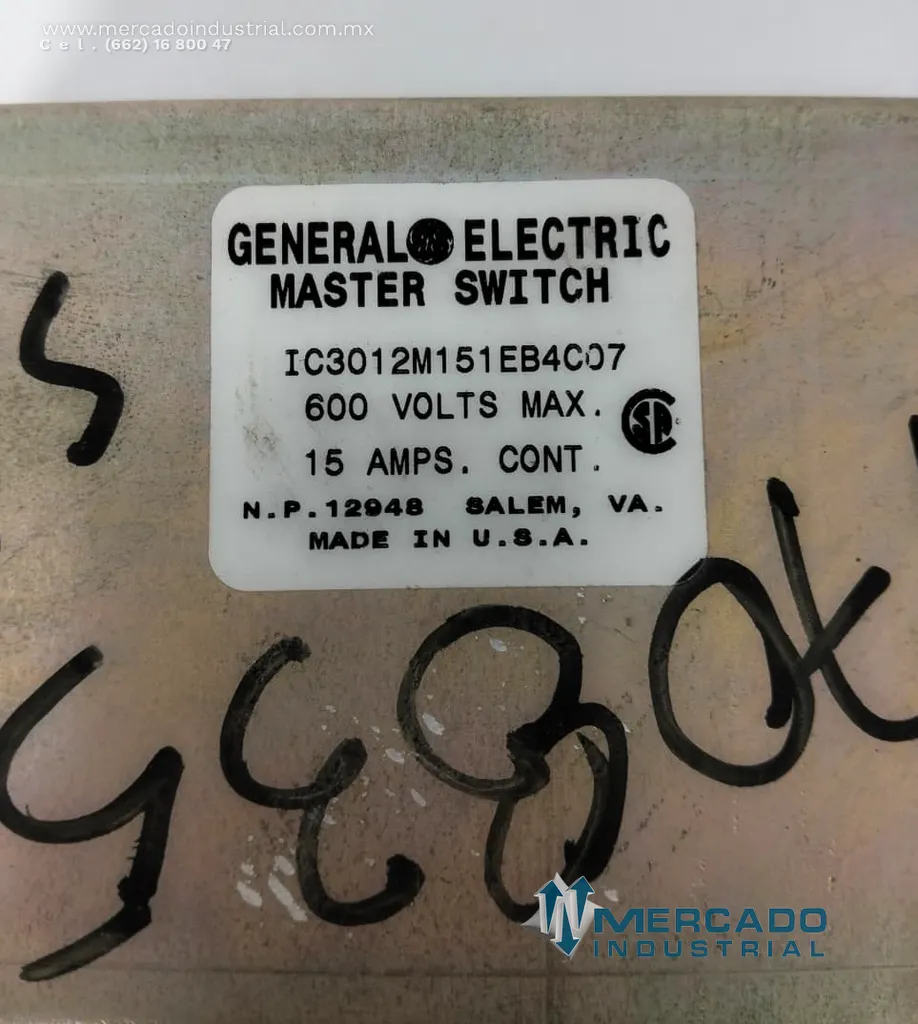 www.mercadoindustrial.com.mx
Cel. (662) 16 800 47
GENERAL ELECTRIC
MASTER SWITCH
IC3012M151EB4C07
600 VOLTS MAX.
15 AMPS. CONT.
N.P.12948 SALEM, VA.
MADE IN U.S.A.
MERCADO
INDUSTRIAL